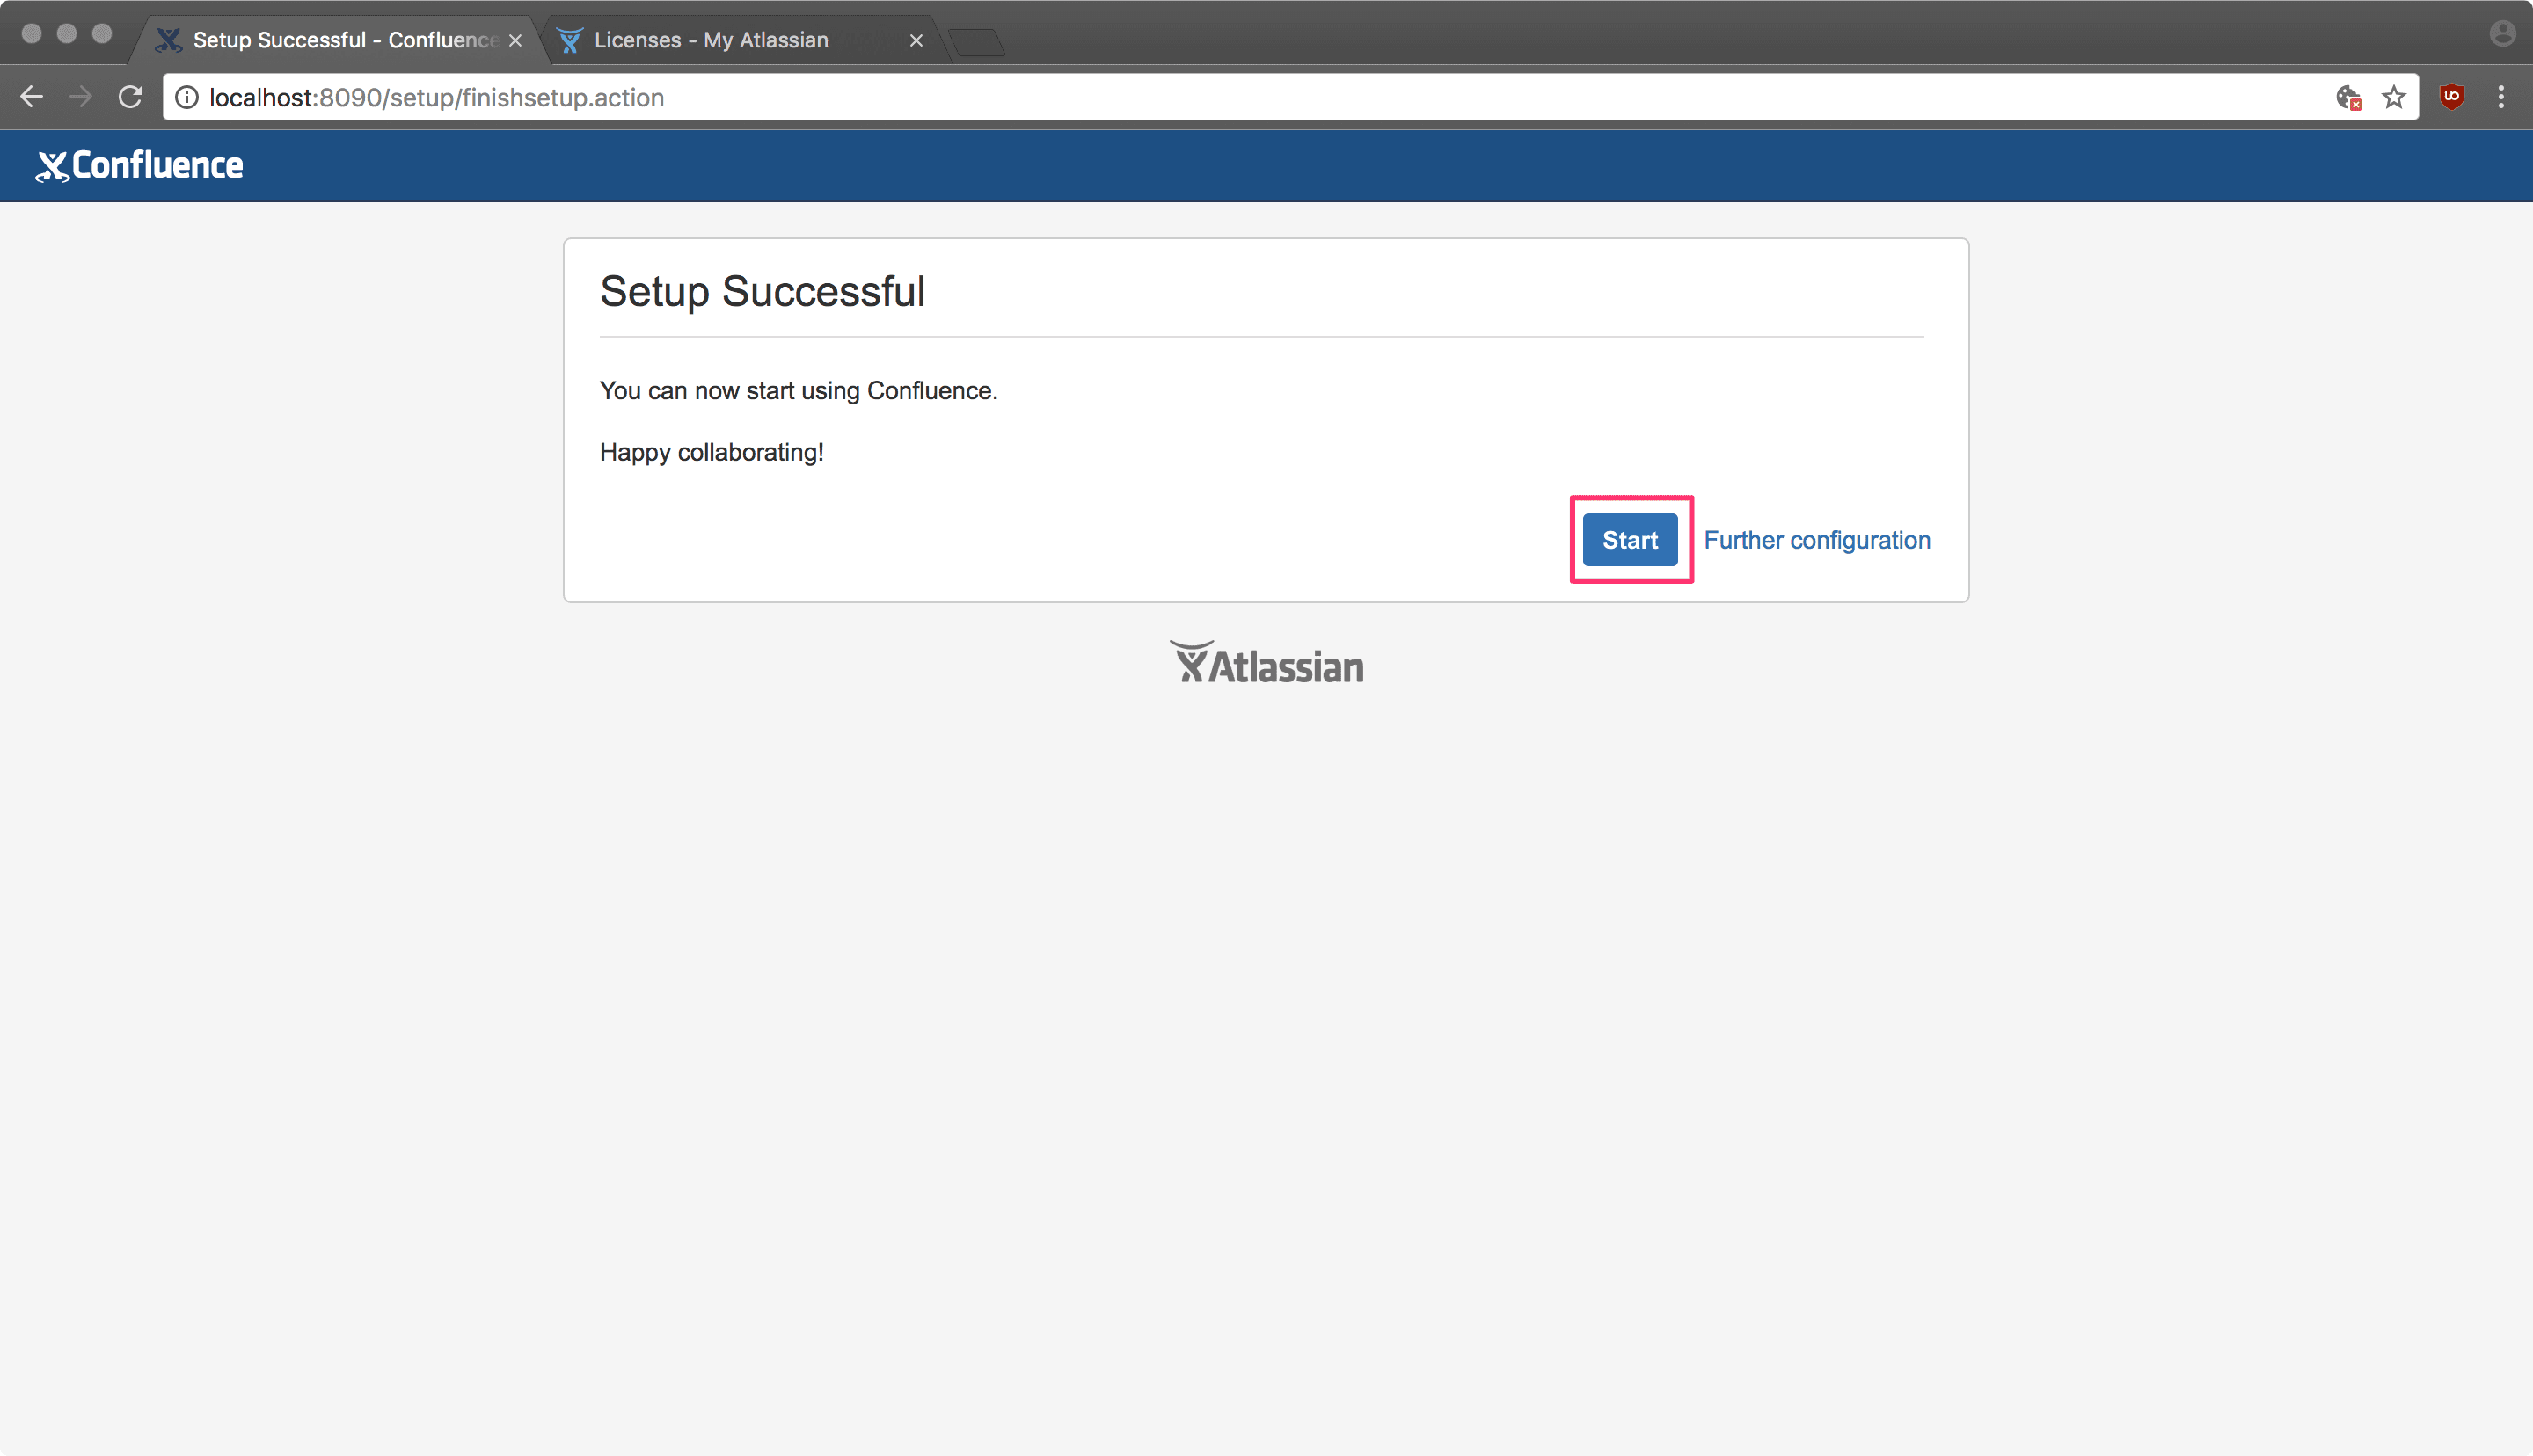 Setup Successful - Confluence
Licenses - My Atlassian
localhost:8090/setup/finishsetup.action
Confluence
Setup Successful
You can now start using Confluence.
Happy collaborating!
Start
Further configuration
Atlassian